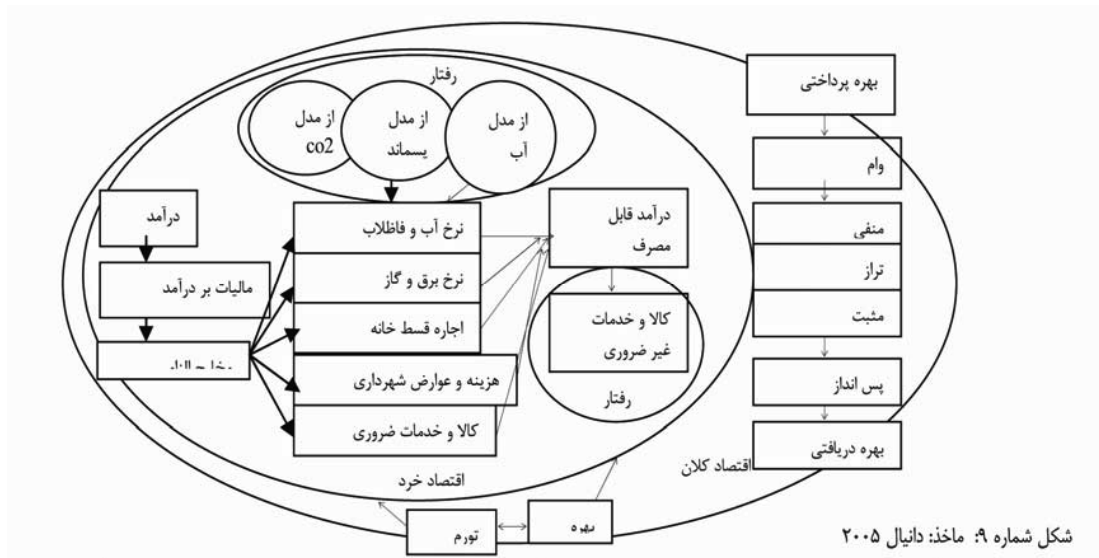 رفتار
از مدل
co2
از مدل
پسماند
از مدل
آب
بهره پرداختی
وام
منفی
تراز
مثبت
پس انداز
بهره دریافتی
درآمد
مالیات بر درآمد
نرخ آب و فاظلاب
نرخ برق و گاز
اجاره قسط خانه
هزینه و عوارض شهرداری
کالا و خدمات ضروری
درآمد قابل
مصرف
کالا و خدمات
غیر ضروری
رفتار
اقتصاد خرد
اقتصاد کلان
بهره
تورم
شکل شماره ۹: ماخذ: دانیال ۲۰۰۵